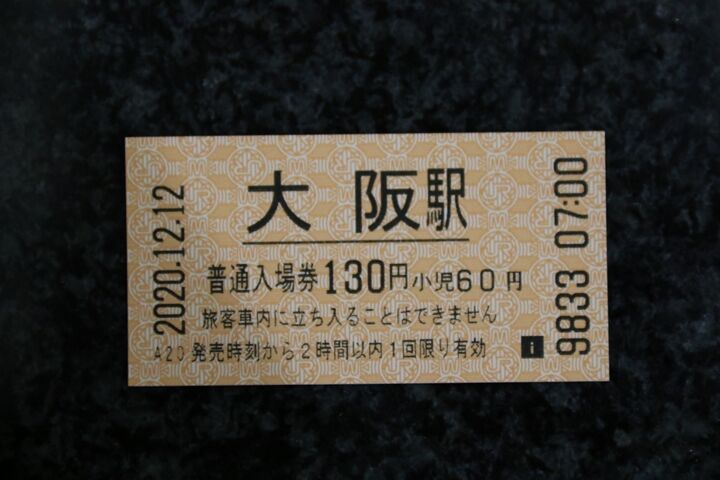 2020.12.12
大阪駅
普通入場券130円小児60円
旅客車内に立ち入ることはできません
A20発売時刻から2時間以内1回限り有効
i
9833 07:00